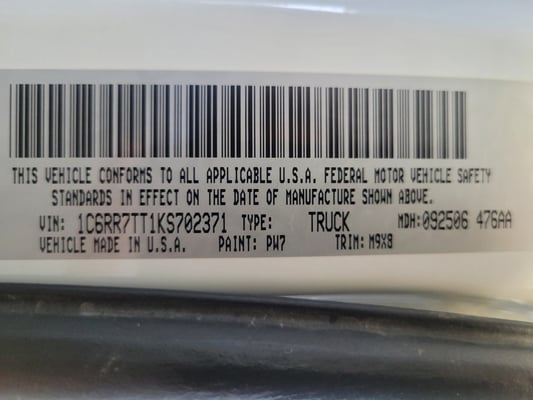 THIS VEHICLE CONFORMS TO ALL APPLICABLE U.S.A. FEDERAL MOTOR VEHICLE SAFETY
STANDARDS IN EFFECT ON THE DATE OF MANUFACTURE SHOWN ABOVE.
VIN: 1C6RR7TT1KS702371 TYPE: TRUCK MDH:092506 476AA
VEHICLE MADE IN U.S.A. PAINT: PW7 TRIM: M9X8